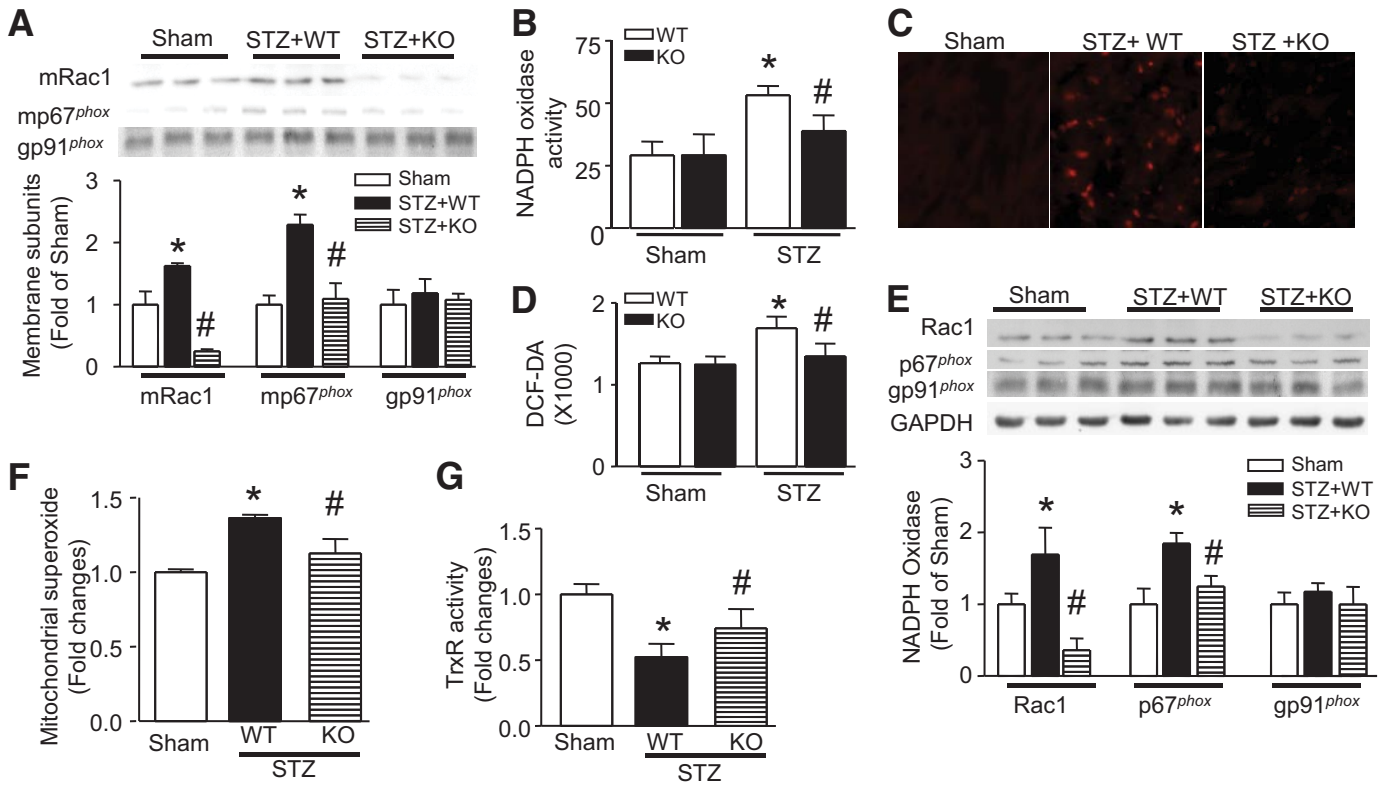 A
Sham STZ+WT STZ+KO
mRac1
mp67phox
gp91phox
Membrane subunits
(Fold of Sham)
3
2
1
0
Sham
STZ+WT
STZ+KO
*
#
*
#
mRac1 mp67phox gp91phox
B
NADPH oxidase
activity
75
50
25
0
WT
KO
*
#
Sham STZ
C
Sham STZ+ WT STZ +KO
D
DCF-DA
(X1000)
2
1
0
WT
KO
*
#
Sham STZ
E
Sham STZ+WT STZ+KO
Rac1
p67phox
gp91phox
GAPDH
NADPH Oxidase
(Fold of Sham)
3
2
1
0
Sham
STZ+WT
STZ+KO
*
#
*
#
Rac1 p67phox gp91phox
F
Mitochondrial superoxide
(Fold changes)
1.5
1.0
0.5
0.0
*
#
Sham WT KO
STZ
G
TrxR activity
(Fold changes)
1.5
1.0
0.5
0.0
*
#
Sham WT KO
STZ